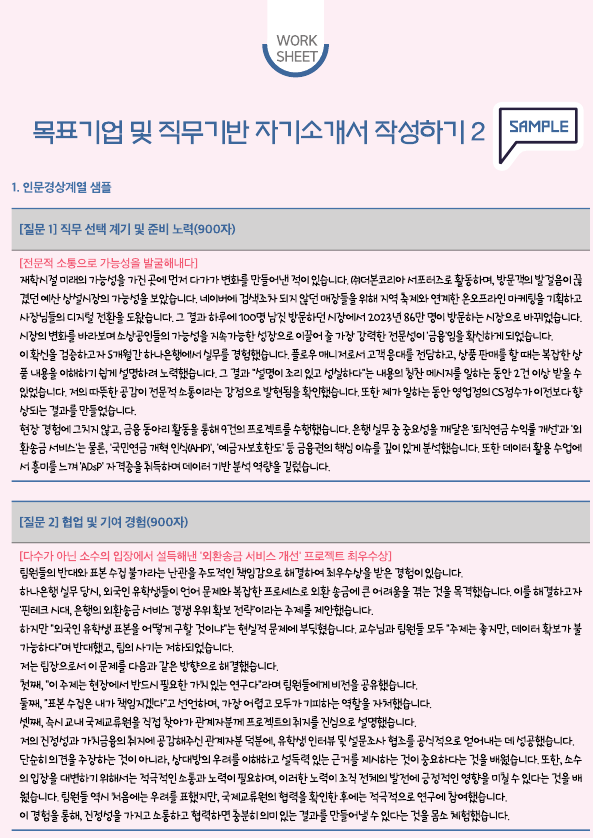 WORK
SHEET
목표기업 및 직무기반 자기소개서 작성하기 2
SAMPLE
1. 인문경상계열 샘플
[질문 1] 직무 선택 계기 및 준비 노력(900자)
[전문적 소통으로 가능성을 발굴해내다]
재학시절 미래의 가능성을 가진 곳에 먼저 다가가 변화를 만들어낸 적이 있습니다. ㈜더본코리아 서포터즈로 활동하며, 방문객의 발걸음이 끊
겼던 예산 상설시장의 가능성을 보았습니다. 네이버에 검색조차 되지 않던 매장들을 위해 지역 축제와 연계한 온오프라인 마케팅을 기획하고
사장님들의 디지털 전환을 도왔습니다. 그 결과 하루에 100명 남짓 방문하던 시장에서 2023년 86만 명이 방문하는 시장으로 바뀌었습니다.
시장의 변화를 바라보며 소상공인들의 가능성을 지속가능한 성장으로 이끌어 줄 가장 강력한 전문성이 '금융'임을 확신하게 되었습니다.
이 확신을 검증하고자 5개월간 하나은행에서 실무를 경험했습니다. 플로우 매니저로서 고객 응대를 전담하고, 상품 판매를 할 때는 복잡한 상
품 내용을 이해하기 쉽게 설명하려 노력했습니다. 그 결과 "설명이 조리 있고 성실하다"는 내용의 칭찬 메시지를 일하는 동안 2건 이상 받을 수
있었습니다. 저의 따뜻한 공감이 전문적 소통이라는 강점으로 발현됨을 확인했습니다. 또한 제가 일하는 동안 영업점의 CS점수가 이전보다 향
상되는 결과를 만들었습니다.
현장 경험에 그치지 않고, 금융 동아리 활동을 통해 9건의 프로젝트를 수행했습니다. 은행 실무 중 중요성을 깨달은 '퇴직연금 수익률 개선'과 '외
환송금 서비스'는 물론, '국민연금 개혁 인식(AHP)', '예금자보호한도' 등 금융권의 핵심 이슈를 깊이 있게 분석했습니다. 또한 데이터 활용 수업에
서 흥미를 느껴 'ADsP' 자격증을 취득하며 데이터 기반 분석 역량을 길렀습니다.
[질문 2] 협업 및 기여 경험(900자)
[다수가 아닌 소수의 입장에서 설득해낸 '외환송금 서비스 개선' 프로젝트 최우수상]
팀원들의 반대와 표본 수집 불가라는 난관을 주도적인 책임감으로 해결하여 최우수상을 받은 경험이 있습니다.
하나은행 실무 당시, 외국인 유학생들이 언어 문제와 복잡한 프로세스로 외환 송금에 큰 어려움을 겪는 것을 목격했습니다. 이를 해결하고자
'핀테크 시대, 은행의 외환송금 서비스 경쟁 우위 확보 전략'이라는 주제를 제안했습니다.
하지만 "외국인 유학생 표본을 어떻게 구할 것이냐"는 현실적 문제에 부딪혔습니다. 교수님과 팀원들 모두 "주제는 좋지만, 데이터 확보가 불
가능하다"며 반대했고, 팀의 사기는 저하되었습니다.
저는 팀장으로서 이 문제를 다음과 같은 방향으로 해결했습니다.
첫째, "이 주제는 현장에서 반드시 필요한 가치 있는 연구다"라며 팀원들에게 비전을 공유했습니다.
둘째, "표본 수집은 내가 책임지겠다"고 선언하며, 가장 어렵고 모두가 기피하는 역할을 자처했습니다.
셋째, 즉시 교내 국제교류원을 직접 찾아가 관계자분께 프로젝트의 취지를 진심으로 설명했습니다.
저의 진정성과 가치금융의 취지에 공감해주신 관계자분 덕분에, 유학생 인터뷰 및 설문조사 협조를 공식적으로 얻어내는 데 성공했습니다.
단순히 의견을 주장하는 것이 아니라, 상대방의 우려를 이해하고 설득력 있는 근거를 제시하는 것이 중요하다는 것을 배웠습니다. 또한, 소수
의 입장을 대변하기 위해서는 적극적인 소통과 노력이 필요하며, 이러한 노력이 조직 전체의 발전에 긍정적인 영향을 미칠 수 있다는 것을 배
웠습니다. 팀원들 역시 처음에는 우려를 표했지만, 국제교류원의 협력을 확인한 후에는 적극적으로 연구에 참여했습니다.
이 경험을 통해, 진정성을 가지고 소통하고 협력하면 충분히 의미 있는 결과를 만들어낼 수 있다는 것을 몸소 체험했습니다.